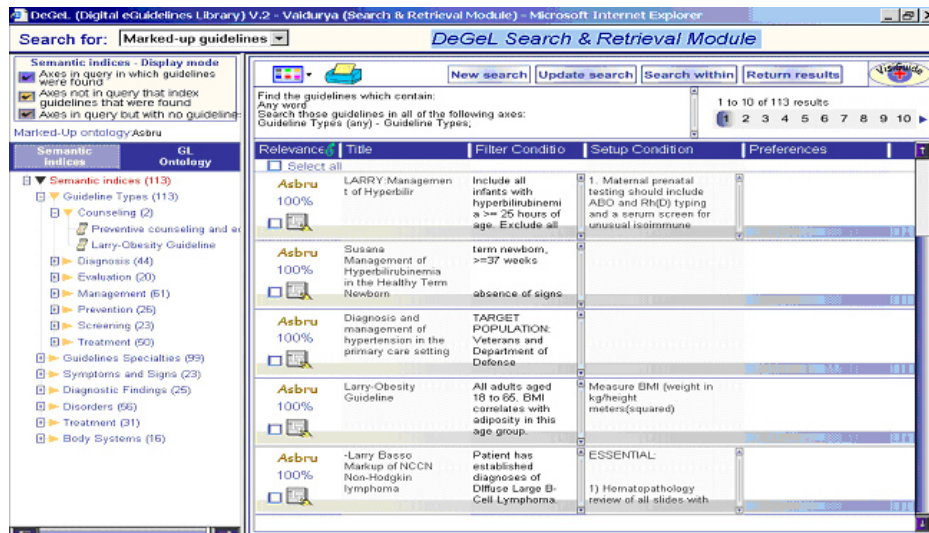 DeGeL (Digital eGuidelines Library) V.2 - Vaidurya (Search & Retrieval Module) - Microsoft Internet Explorer
Search for: Marked-up guidelines
DeGeL Search & Retrieval Module
Semantic indices - Display mode
Axes in query in which guidelines
were found
Axes not in query that index
guidelines that were found
Axes in query but with no guideline
Marked-Up ontology:Asbru
Semantic
indices
GL
Ontology
Semantic indices (113)
Guideline Types (113)
Counseling (2)
Preventive counseling and e
Larry-Obesity Guideline
Diagnosis (44)
Evaluation (20)
Management (51)
Prevention (26)
Screening (23)
Treatment (50)
Guidelines Specialties (99)
Symptoms and Signs (23)
Diagnostic Findings (25)
Disorders (56)
Treatment (31)
Body Systems (16)
New search Update search Search within Return results
VisiGuide
Find the guidelines which contain:
Any word
Search those guidelines in all of the following axes:
Guideline Types (any) - Guideline Types;
1 to 10 of 113 results
1 2 3 4 5 6 7 8 9 10
Relevance Title Filter Conditio Setup Condition Preferences
Select all
Asbru
100%
LARRY:Managemen
t of Hyperbilir
Include all
infants with
hyperbilirubinemi
a >= 25 hours of
age. Exclude all
1. Maternal prenatal
testing should include
ABO and Rh(D) typing
and a serum screen for
unusual isoimmune
Asbru
100%
Susana
Management of
Hyperbilirubinemia
in the Healthy Term
Newborn
term newborn,
>=37 weeks
absence of signs
Asbru
100%
Diagnosis and
management of
hypertension in the
primary care setting
TARGET
POPULATION:
Veterans and
Department of
Defense
Asbru
100%
Larry-Obesity
Guideline
All adults aged
18 to 65. BMI
correlates with
adiposity in this
age group.
Measure BMI (weight in
kg/height
meters(squared)
Asbru
100%
-Larry Basso
Markup of NCCN
Non-Hodgkin
lymphoma
Patient has
established
diagnoses of
Diffuse Large B-
Cell Lymphoma.
ESSENTIAL:
1) Hematopathology
review of all slides with